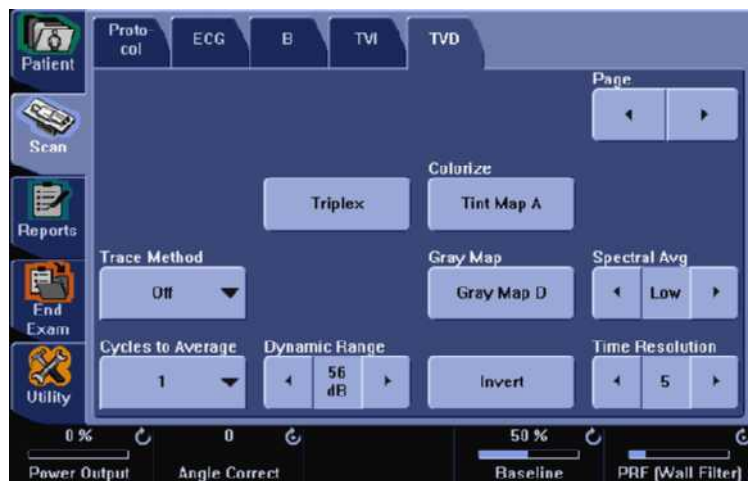 Patient
Proto-
col
ECG
B
TVI
TVD
Page
Scan
Colorize
Triplex
Tint Map A
Reports
Trace Method
Gray Map
Spectral Avg
Off
Gray Map D
Low
End
Exam
Cycles to Average
Dynamic Range
Time Resolution
1
56
dB
Invert
5
Utility
0 %
0
50 %
Power Output
Angle Correct
Baseline
PRF (Wall Filter)